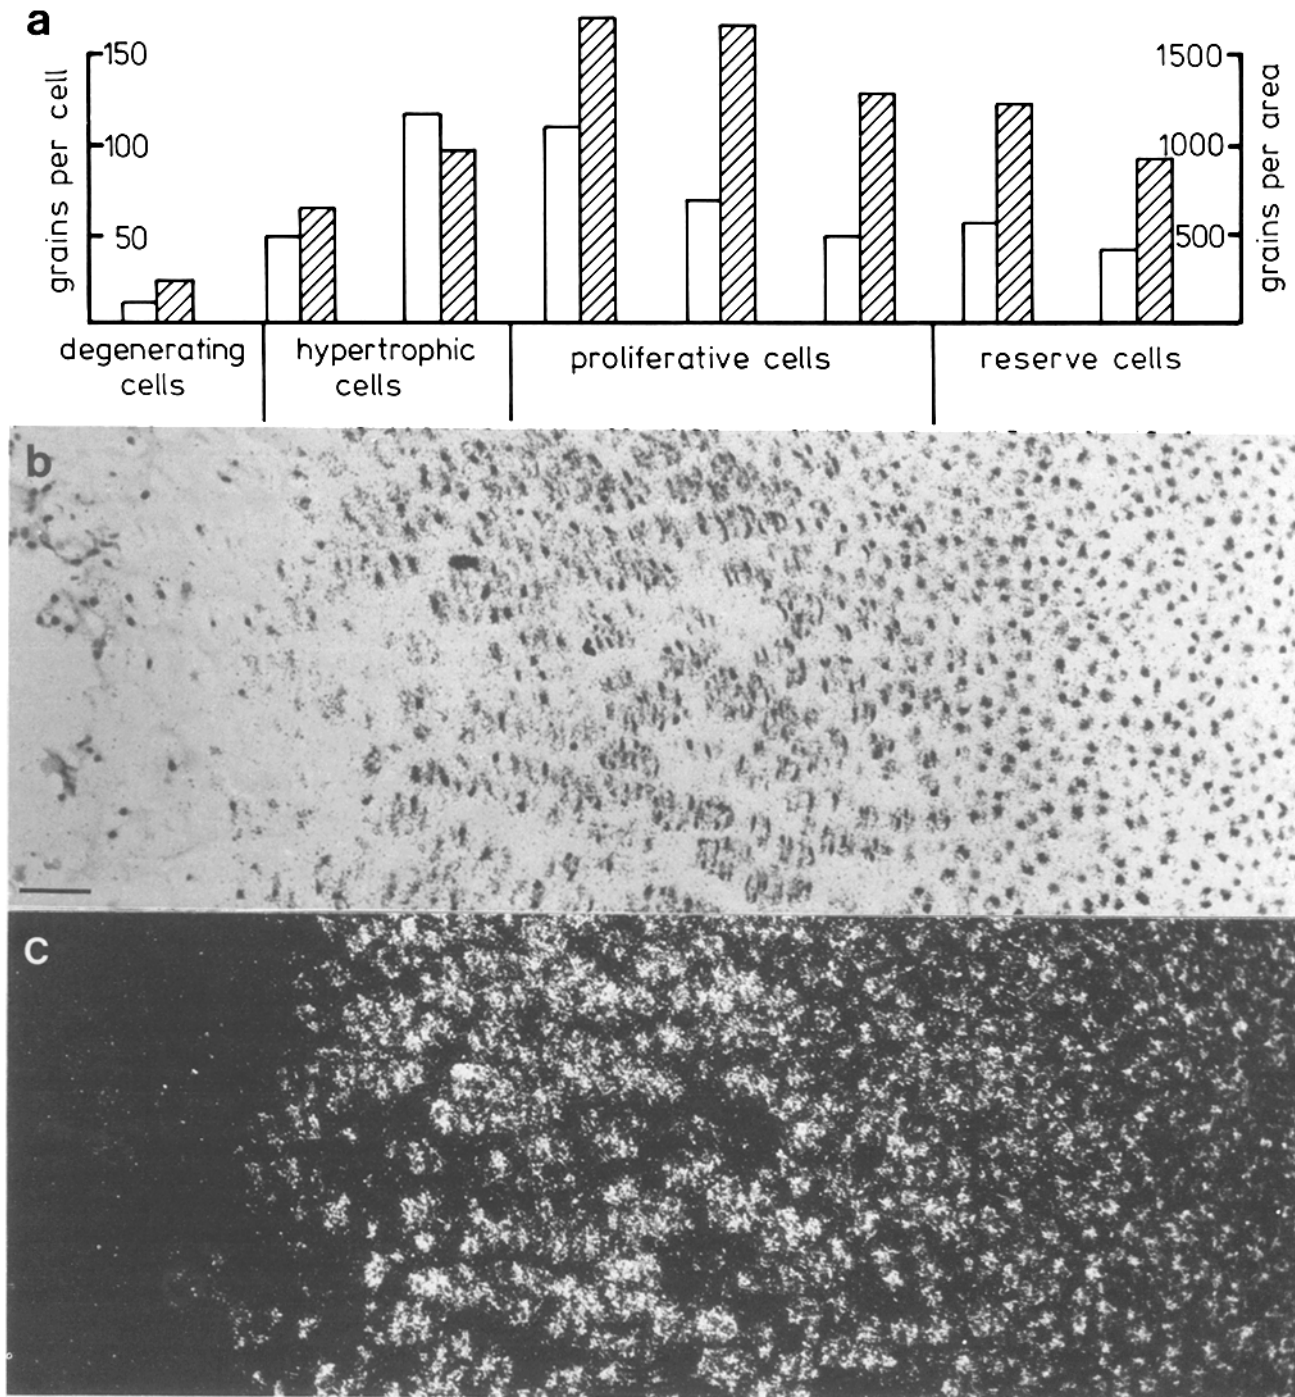 a
150
100
50
grains per cell
1500
1000
500
grains per area
degenerating
cells
hypertrophic
cells
proliferative cells
reserve cells
b
c